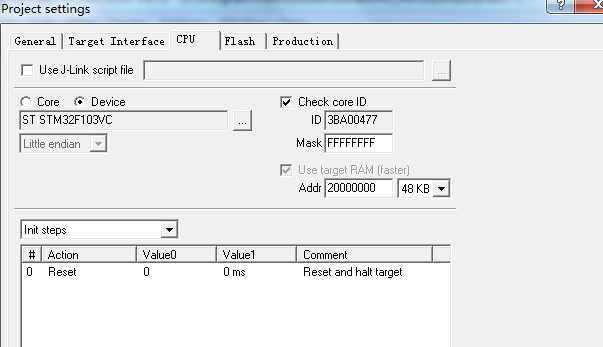 Project settings
General Target Interface CPU Flash Production
Use J-Link script file ...
Core Device Check core ID
ST STM32F103VC ... ID 3BA00477
Little endian Mask FFFFFFFF
Use target RAM (faster)
Addr 20000000 48 KB
Init steps
# Action Value0 Value1 Comment
0 Reset 0 0 ms Reset and halt target